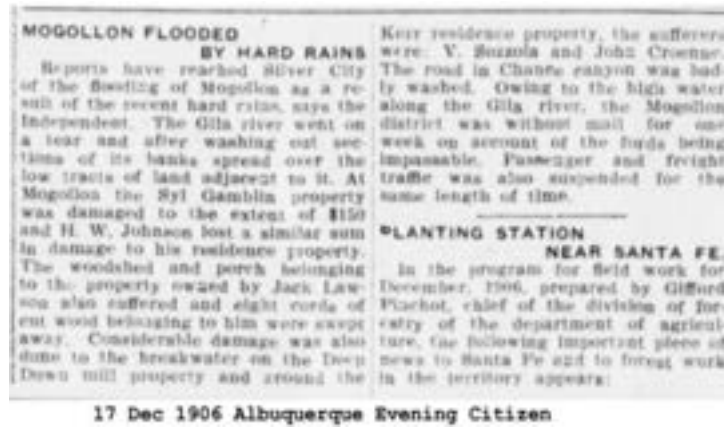 MOGOLLON FLOODED
BY HARD RAINS
Reports have reached Silver City
of the flooding of Mogollon as a re-
sult of the recent hard rains, says the
Independent. The Gila river went on
a tear and after washing out sec-
tions of its banks spread over the
low tracts of land adjacent to it. At
Mogollon the Syl Gamblin property
was damaged to the extent of $150
and H. W. Johnson lost a similar sum
in damage to his residence property.
The woodshed and porch belonging
to the property owned by Jack Law-
son also suffered and eight cords of
cut wood belonging to him were swept
away. Considerable damage was also
done to the breakwater on the Deep
Down mill property and around the
Kerr residence property, the sufferers
were: V. and John
The road in canyon was bad-
ly washed. Owing to the high water
along the Gila river, the Mogollon
district was without mail for one
week on account of the fords being
impassable. Passenger and freight
traffic was also suspended for the
same length of time.
PLANTING STATION
NEAR SANTA FE.
In the program for field work for
December, 1906, prepared by Gifford
Pinchot, chief of the division of for-
estry of the department of agricul-
ture, the following important piece of
news to Santa Fe and to forest work
in the territory appears:
17 Dec 1906 Albuquerque Evening Citizen